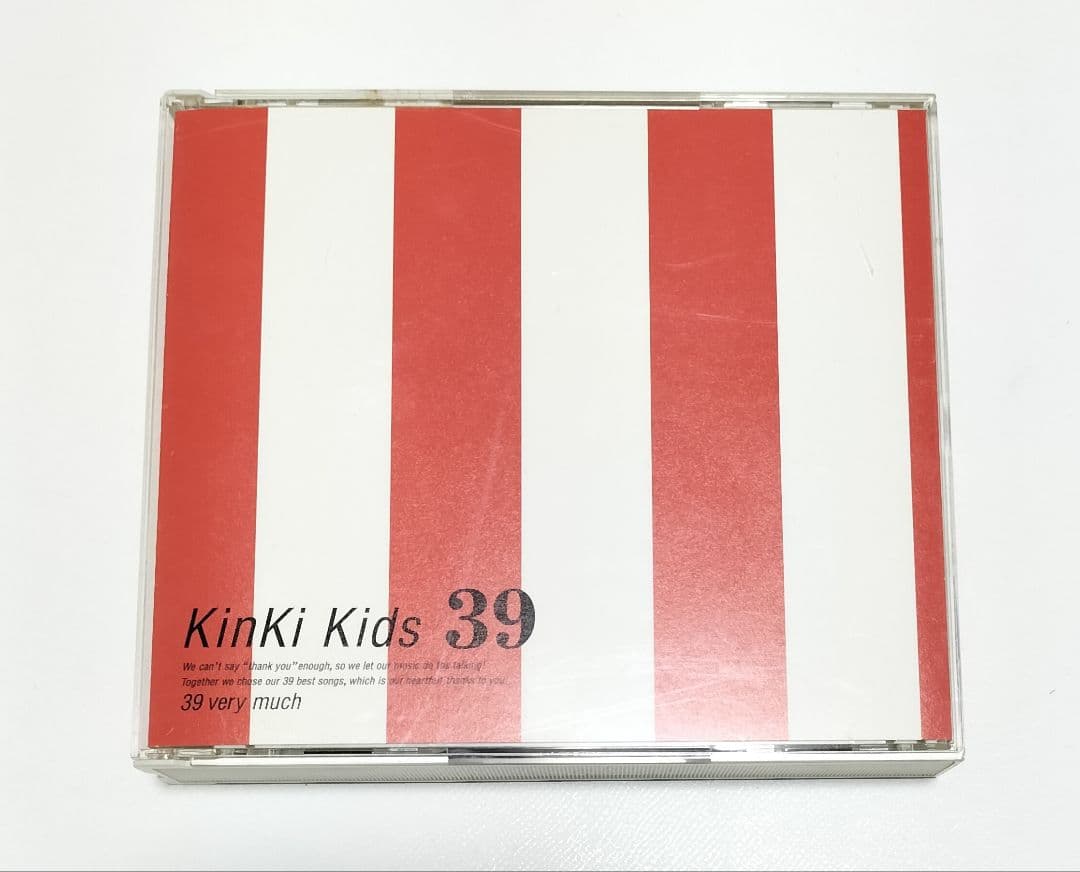 KinKi Kids 39
We can't say "thank you" enough, so we let our music do the talking!
Together we chose our 39 best songs, which is our heartfelt thanks to you.
39 very much